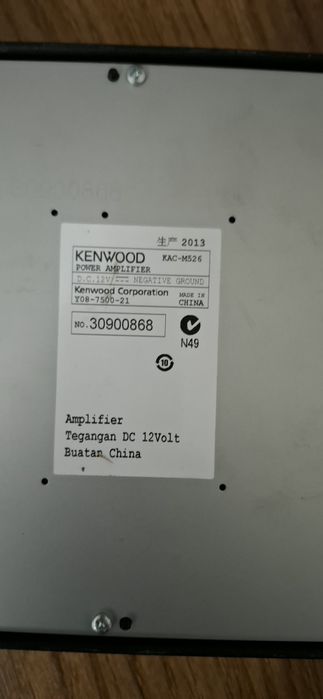 生产 2013
KENWOOD KAC-M526
POWER AMPLIFIER
D.C.12V/⎓ NEGATIVE GROUND
Kenwood Corporation MADE IN
Y08-7500-21 CHINA
NO. 30900868
N49
10
Amplifier
Tegangan DC 12Volt
Buatan China